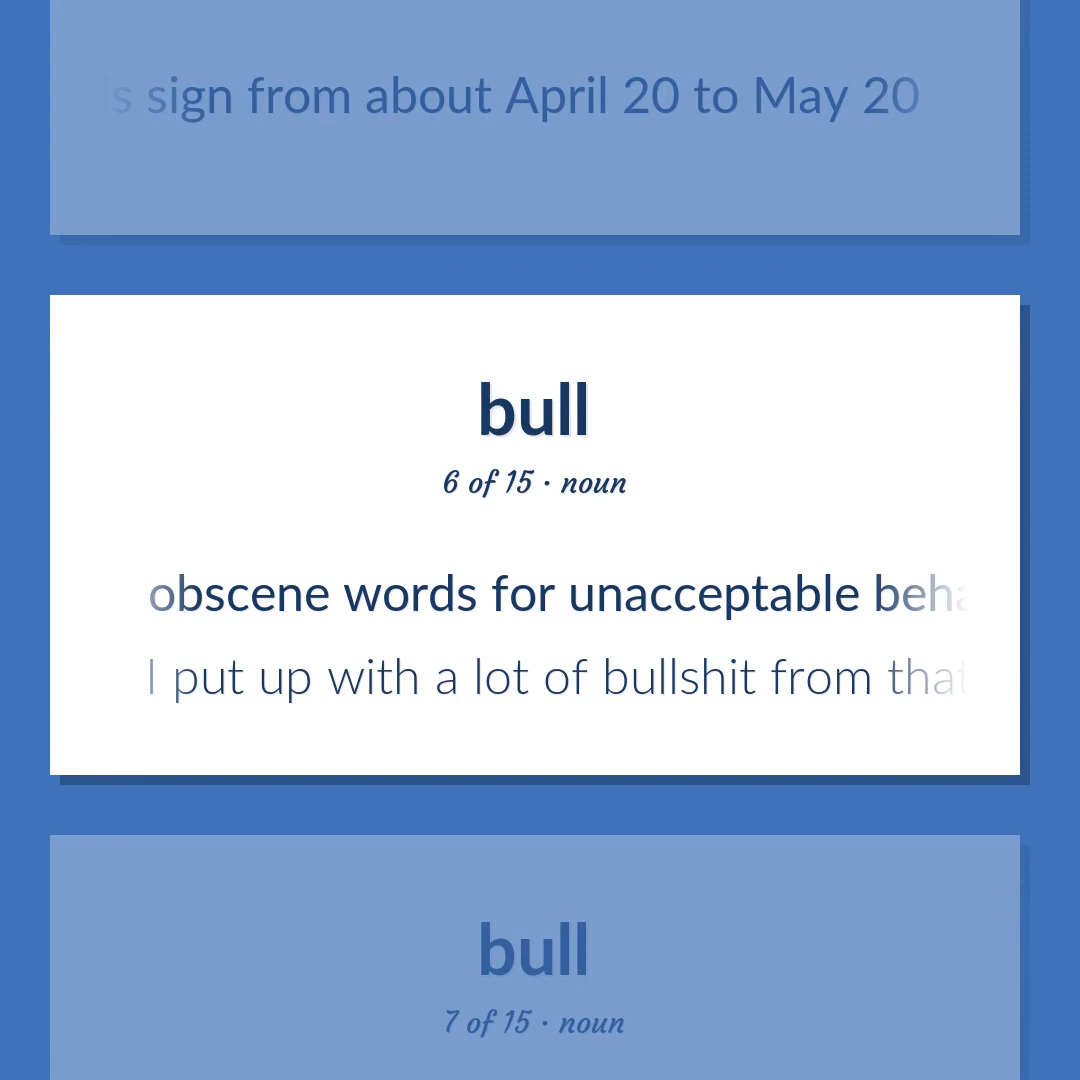 is sign from about April 20 to May 20
bull
6 of 15 · noun
obscene words for unacceptable
I put up with a lot of bullshit from that
bull
7 of 15 · noun